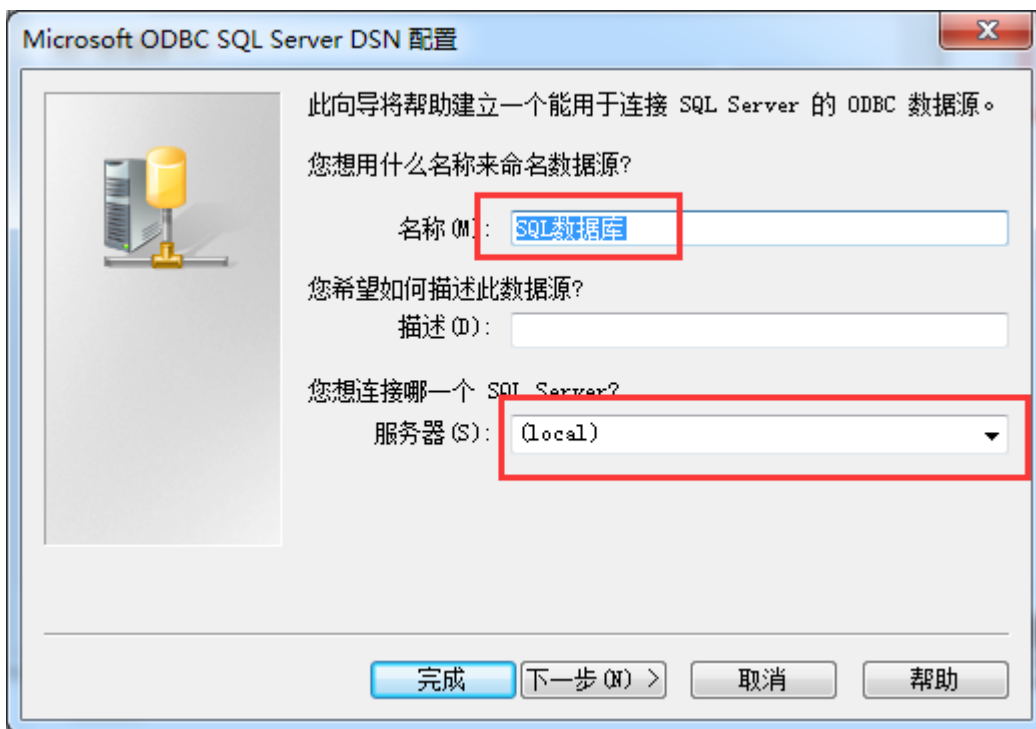 Microsoft ODBC SQL Server DSN 配置
此向导将帮助建立一个能用于连接 SQL Server 的 ODBC 数据源。
您想用什么名称来命名数据源?
名称(M): SQL数据库
您希望如何描述此数据源?
描述(D):
您想连接哪一个 SQL Server?
服务器(S): (local)
完成 下一步(N) > 取消 帮助